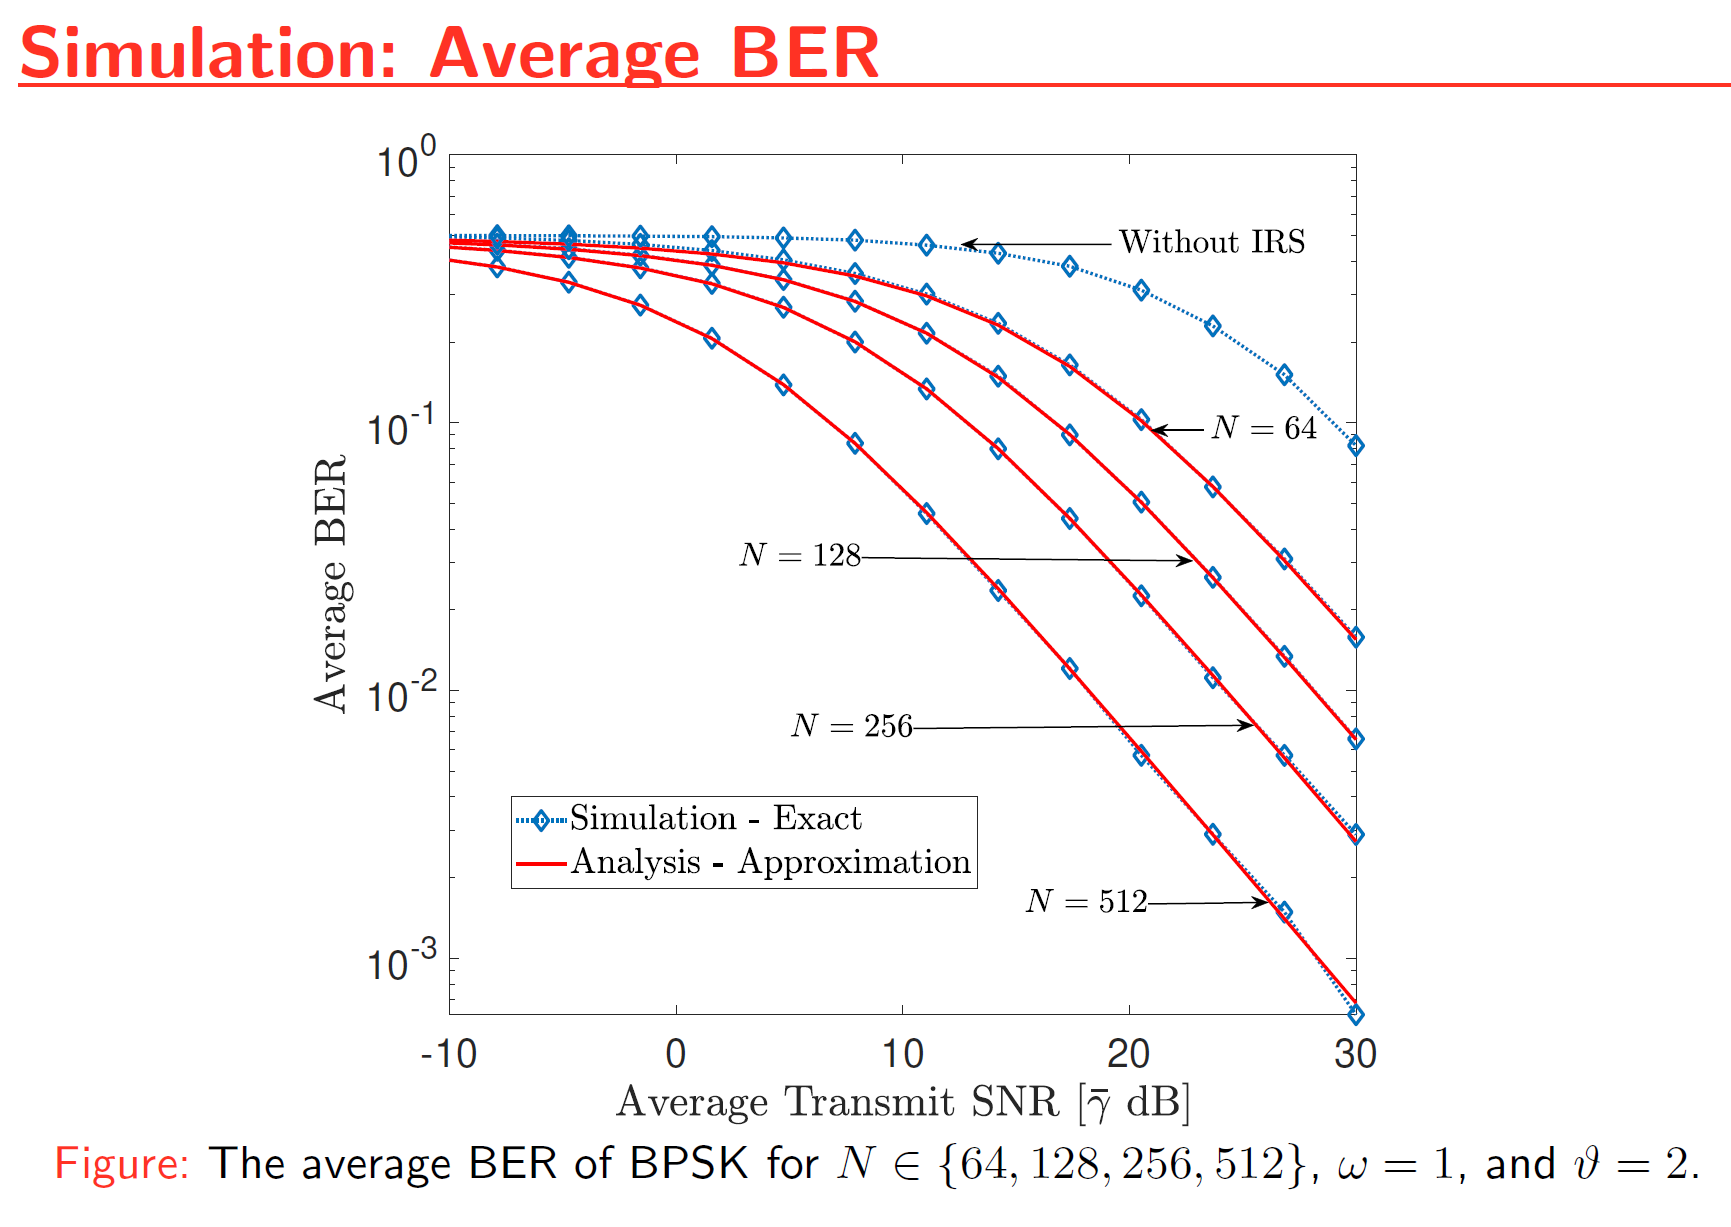 Simulation: Average BER
10^0
10^-1
10^-2
10^-3
Average BER
Without IRS
N = 64
N = 128
N = 256
N = 512
Simulation - Exact
Analysis - Approximation
-10 0 10 20 30
Average Transmit SNR [γ̄ dB]
Figure: The average BER of BPSK for N ∈ {64, 128, 256, 512}, ω = 1, and ϑ = 2.